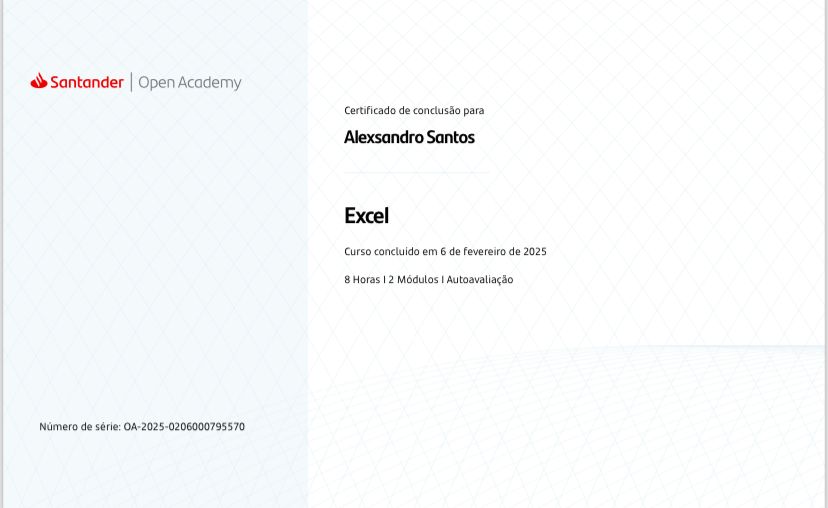 Santander | Open Academy
Certificado de conclusão para
Alexsandro Santos
Excel
Curso concluido em 6 de fevereiro de 2025
8 Horas I 2 Módulos I Autoavaliação
Número de série: OA-2025-0206000795570